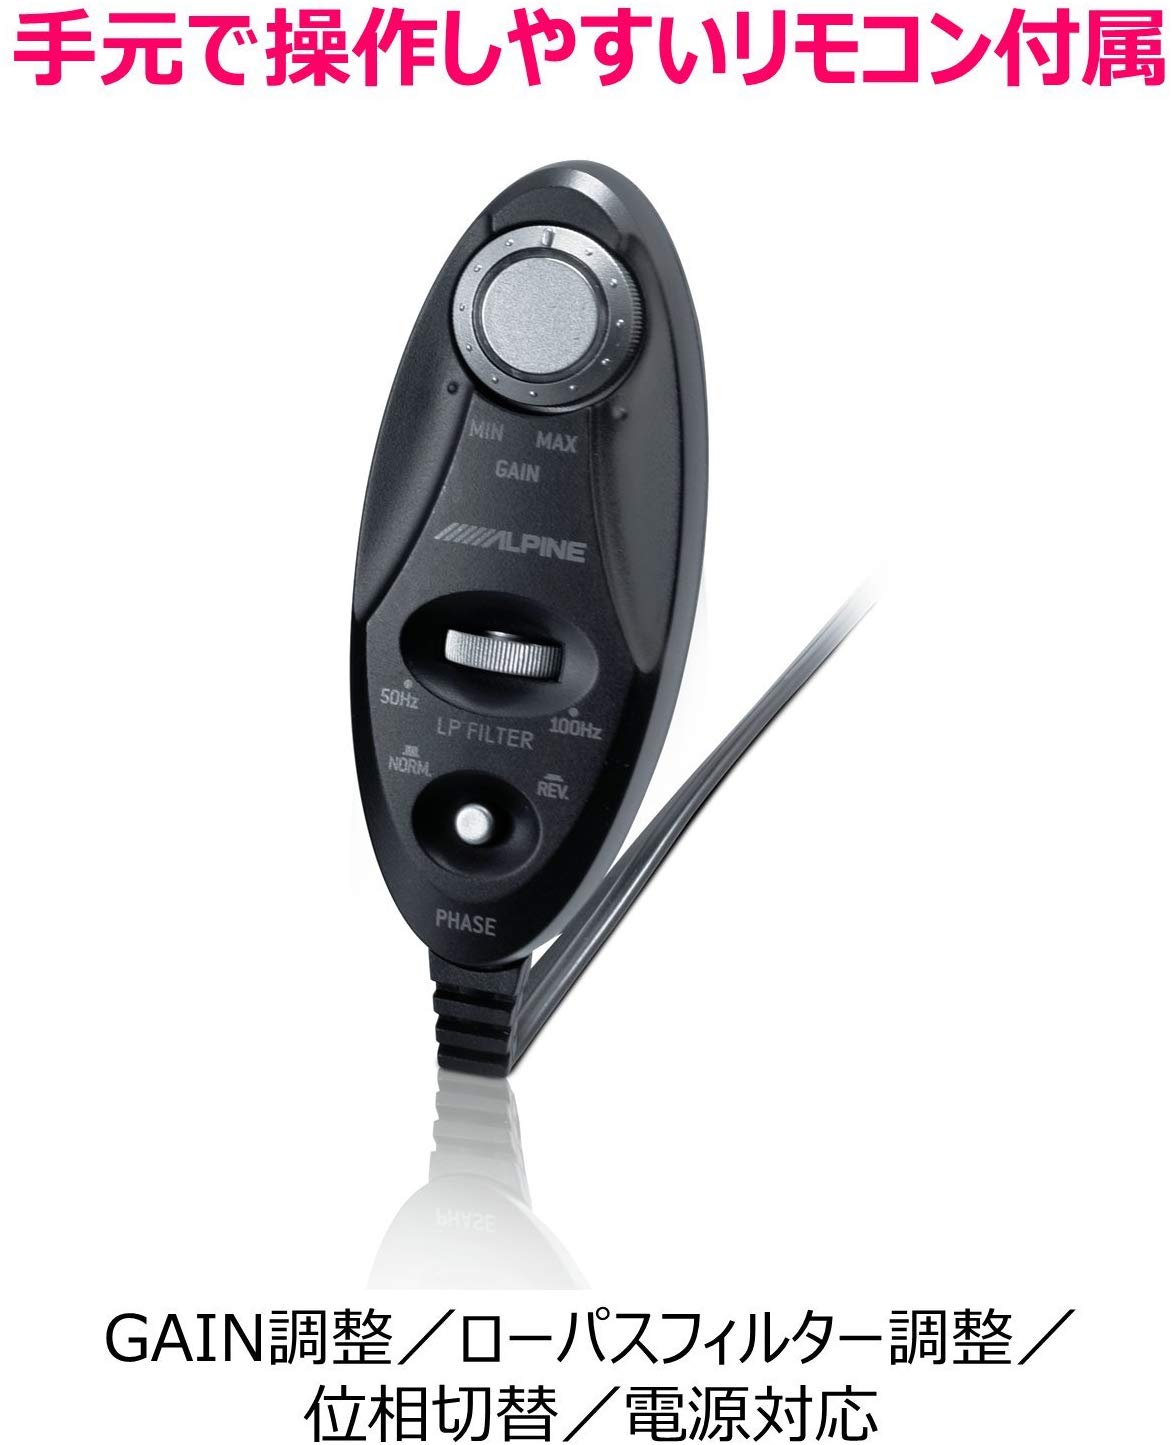 手元で操作しやすいリモコン付属
MIN MAX
GAIN
ALPINE
50Hz 100Hz
LP FILTER
NORM. REV.
PHASE
PHASE
GAIN調整／ローパスフィルター調整／
位相切替／電源対応